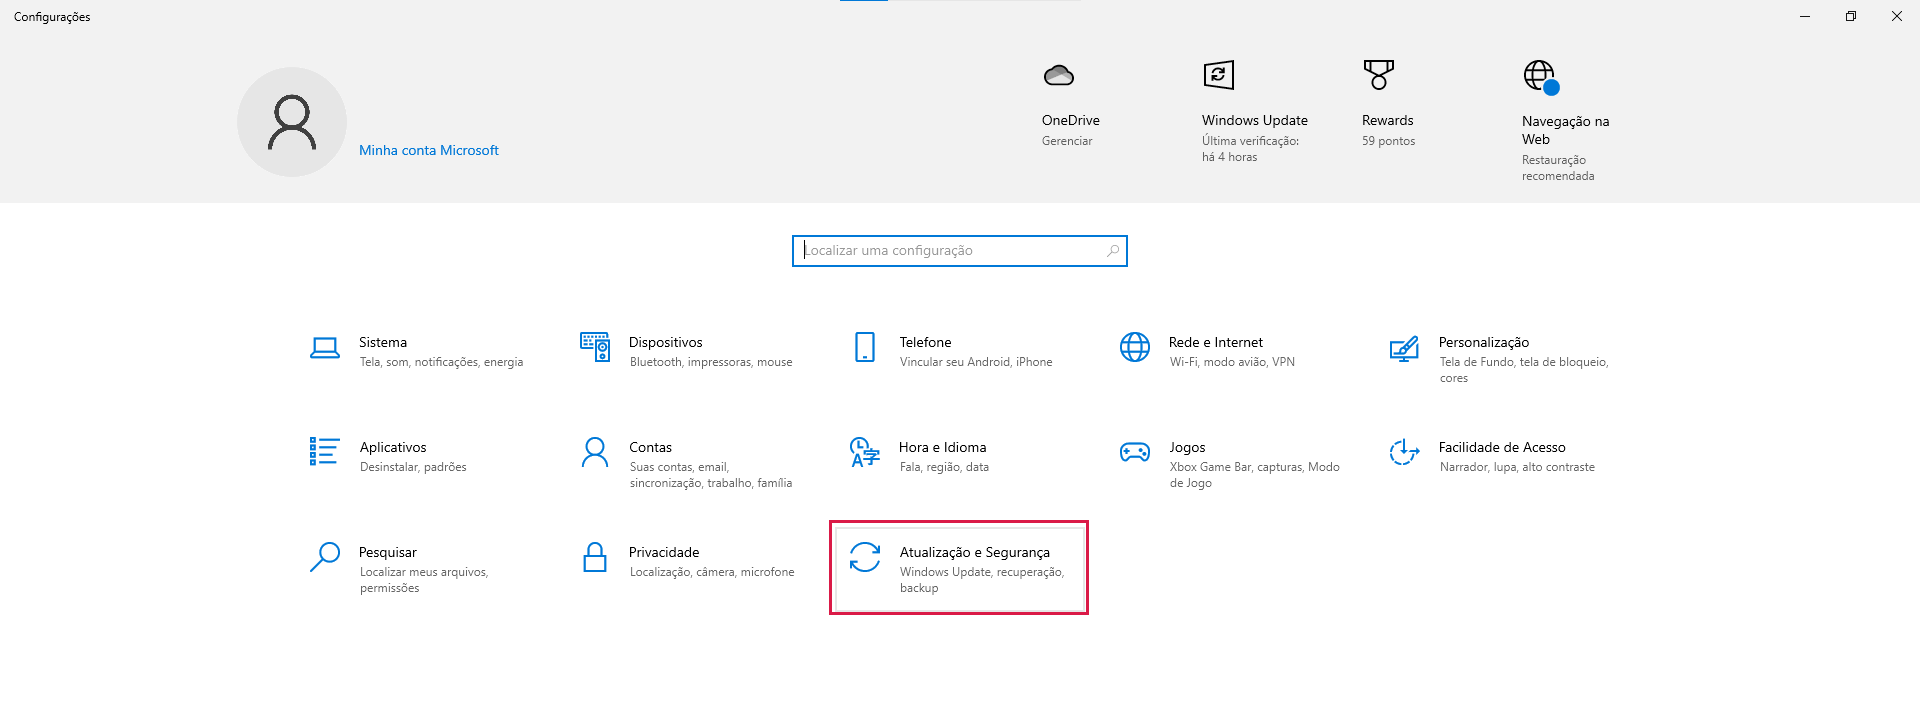 Configurações
Minha conta Microsoft
OneDrive
Gerenciar
Windows Update
Última verificação:
há 4 horas
Rewards
59 pontos
Navegação na
Web
Restauração
recomendada
Localizar uma configuração
Sistema
Tela, som, notificações, energia
Dispositivos
Bluetooth, impressoras, mouse
Telefone
Vincular seu Android, iPhone
Rede e Internet
Wi-Fi, modo avião, VPN
Personalização
Tela de Fundo, tela de bloqueio,
cores
Aplicativos
Desinstalar, padrões
Contas
Suas contas, email,
sincronização, trabalho, família
Hora e Idioma
Fala, região, data
Jogos
Xbox Game Bar, capturas, Modo
de Jogo
Facilidade de Acesso
Narrador, lupa, alto contraste
Pesquisar
Localizar meus arquivos,
permissões
Privacidade
Localização, câmera, microfone
Atualização e Segurança
Windows Update, recuperação,
backup